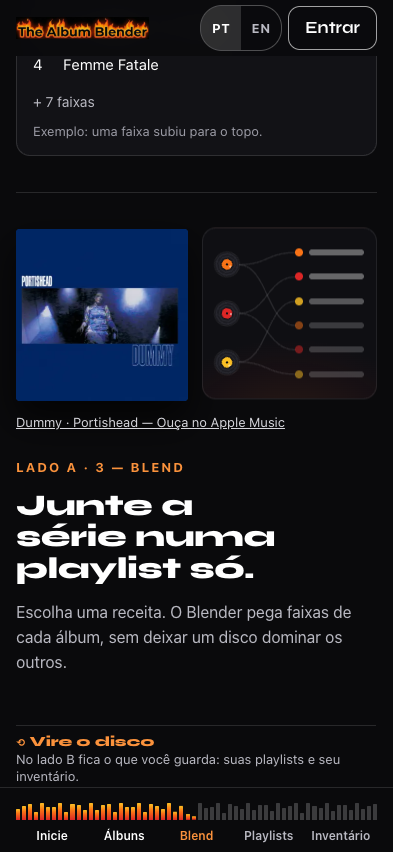 The Album Blender
PT
EN
Entrar
4 Femme Fatale
+ 7 faixas
Exemplo: uma faixa subiu para o topo.
PORTISHEAD
DUMMY
Dummy · Portishead — Ouça no Apple Music
LADO A · 3 — BLEND
Junte a
série numa
playlist só.
Escolha uma receita. O Blender pega faixas de
cada álbum, sem deixar um disco dominar os
outros.
Vire o disco
No lado B fica o que você guarda: suas playlists e seu
inventário.
Inicie
Álbuns
Blend
Playlists
Inventário